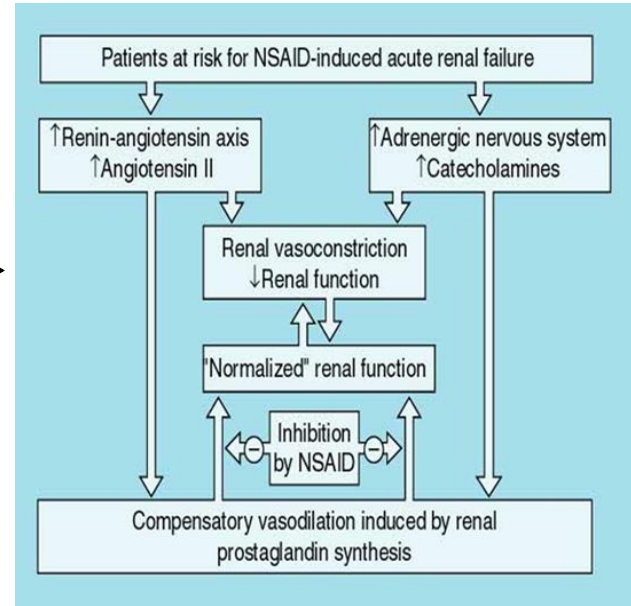 Patients at risk for NSAID-induced acute renal failure
↑Renin-angiotensin axis
↑Angiotensin II
↑Adrenergic nervous system
↑Catecholamines
Renal vasoconstriction
↓Renal function
"Normalized" renal function
Inhibition
by NSAID
−
−
Compensatory vasodilation induced by renal
prostaglandin synthesis